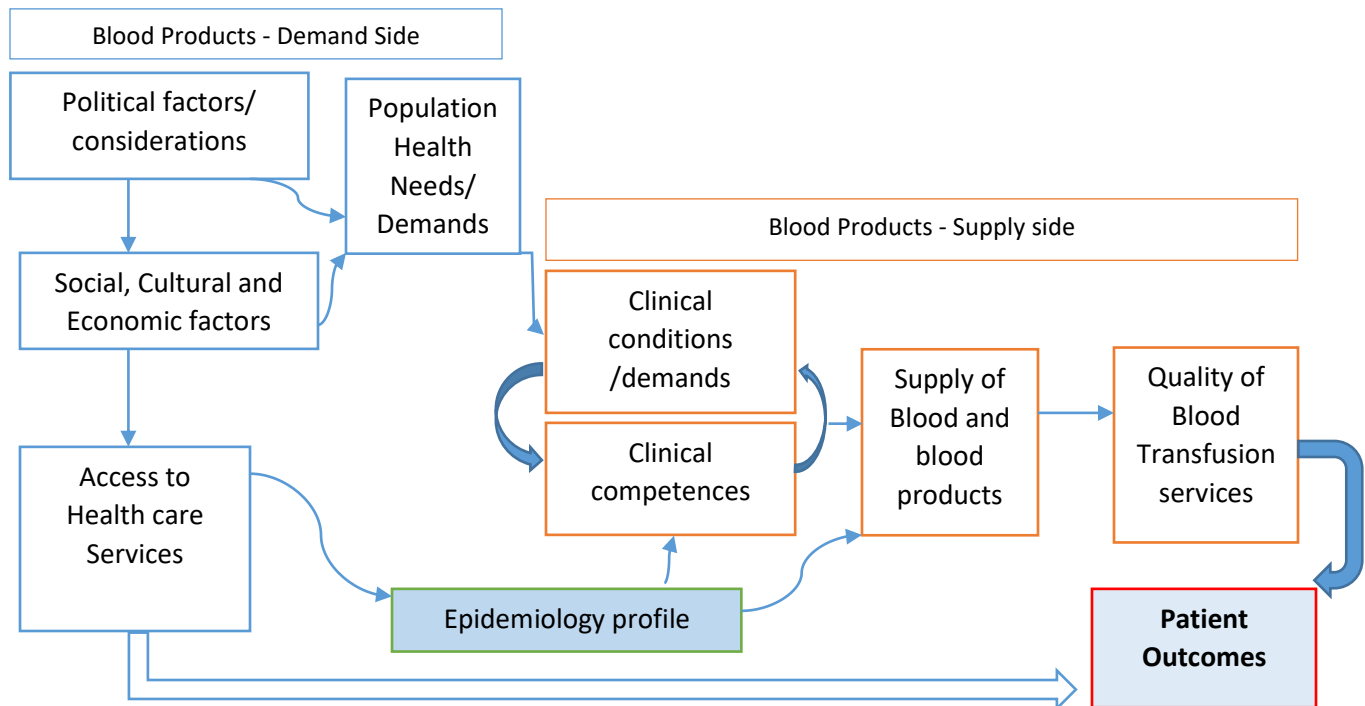 Blood Products - Demand Side
Political factors/
considerations
Population
Health
Needs/
Demands
Social, Cultural and
Economic factors
Access to
Health care
Services
Blood Products - Supply side
Clinical
conditions
/demands
Clinical
competences
Supply of
Blood and
blood
products
Quality of
Blood
Transfusion
services
Epidemiology profile
Patient
Outcomes